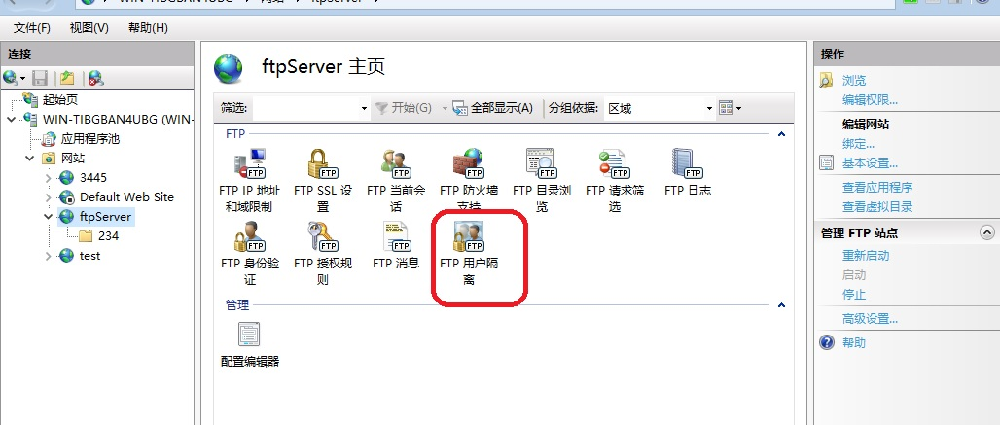 文件(F) 视图(V) 帮助(H)
连接
起始页
WIN-TIBGBAN4UBG (WIN-
应用程序池
网站
3445
Default Web Site
ftpServer
234
test
ftpServer 主页
筛选: 开始(G) 全部显示(A) 分组依据: 区域
FTP
FTP IP 地址
和域限制
FTP SSL 设
置
FTP 当前会
话
FTP 防火墙
支持
FTP 目录浏
览
FTP 请求筛
选
FTP 日志
FTP 身份验
证
FTP 授权规
则
FTP 消息
FTP 用户隔
离
管理
配置编辑器
操作
浏览
编辑权限...
编辑网站
绑定...
基本设置...
查看应用程序
查看虚拟目录
管理 FTP 站点
重新启动
启动
停止
高级设置...
帮助